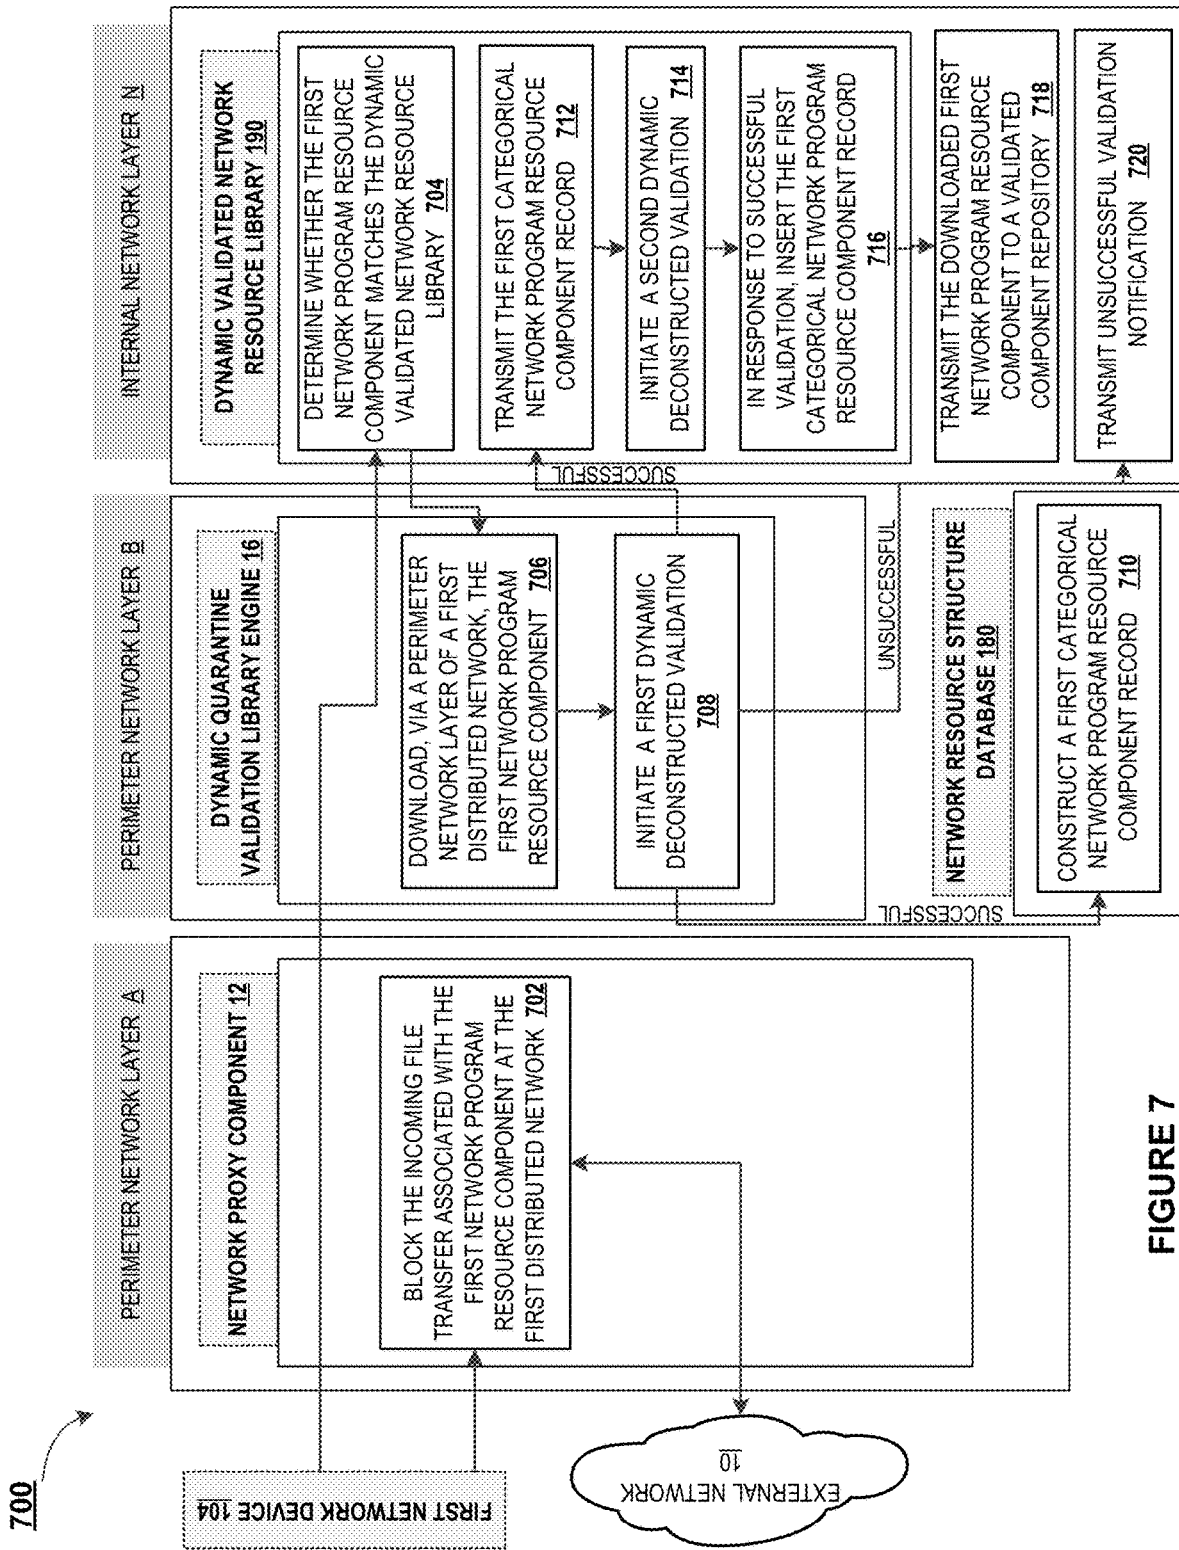 700
PERIMETER NETWORK LAYER A
PERIMETER NETWORK LAYER B
INTERNAL NETWORK LAYER N
FIRST NETWORK DEVICE 104
EXTERNAL NETWORK
10
NETWORK PROXY COMPONENT 12
BLOCK THE INCOMING FILE
TRANSFER ASSOCIATED WITH THE
FIRST NETWORK PROGRAM
RESOURCE COMPONENT AT THE
FIRST DISTRIBUTED NETWORK 702
DYNAMIC QUARANTINE
VALIDATION LIBRARY ENGINE 16
DOWNLOAD, VIA A PERIMETER
NETWORK LAYER OF A FIRST
DISTRIBUTED NETWORK, THE
FIRST NETWORK PROGRAM
RESOURCE COMPONENT 706
INITIATE A FIRST DYNAMIC
DECONSTRUCTED VALIDATION
708
SUCCESSFUL
UNSUCCESSFUL
SUCCESSFUL
NETWORK RESOURCE STRUCTURE
DATABASE 180
CONSTRUCT A FIRST CATEGORICAL
NETWORK PROGRAM RESOURCE
COMPONENT RECORD 710
DYNAMIC VALIDATED NETWORK
RESOURCE LIBRARY 190
DETERMINE WHETHER THE FIRST
NETWORK PROGRAM RESOURCE
COMPONENT MATCHES THE DYNAMIC
VALIDATED NETWORK RESOURCE
LIBRARY 704
TRANSMIT THE FIRST CATEGORICAL
NETWORK PROGRAM RESOURCE
COMPONENT RECORD 712
INITIATE A SECOND DYNAMIC
DECONSTRUCTED VALIDATION 714
IN RESPONSE TO SUCCESSFUL
VALIDATION, INSERT THE FIRST
CATEGORICAL NETWORK PROGRAM
RESOURCE COMPONENT RECORD
716
TRANSMIT THE DOWNLOADED FIRST
NETWORK PROGRAM RESOURCE
COMPONENT TO A VALIDATED
COMPONENT REPOSITORY 718
TRANSMIT UNSUCCESSFUL VALIDATION
NOTIFICATION 720
FIGURE 7